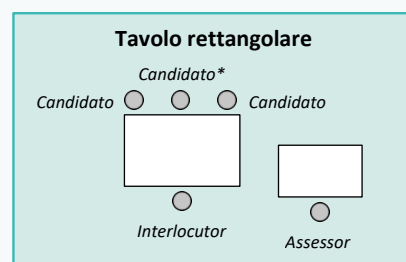 Tavolo rettangolare
Candidato*
Candidato
Candidato
Interlocutor
Assessor